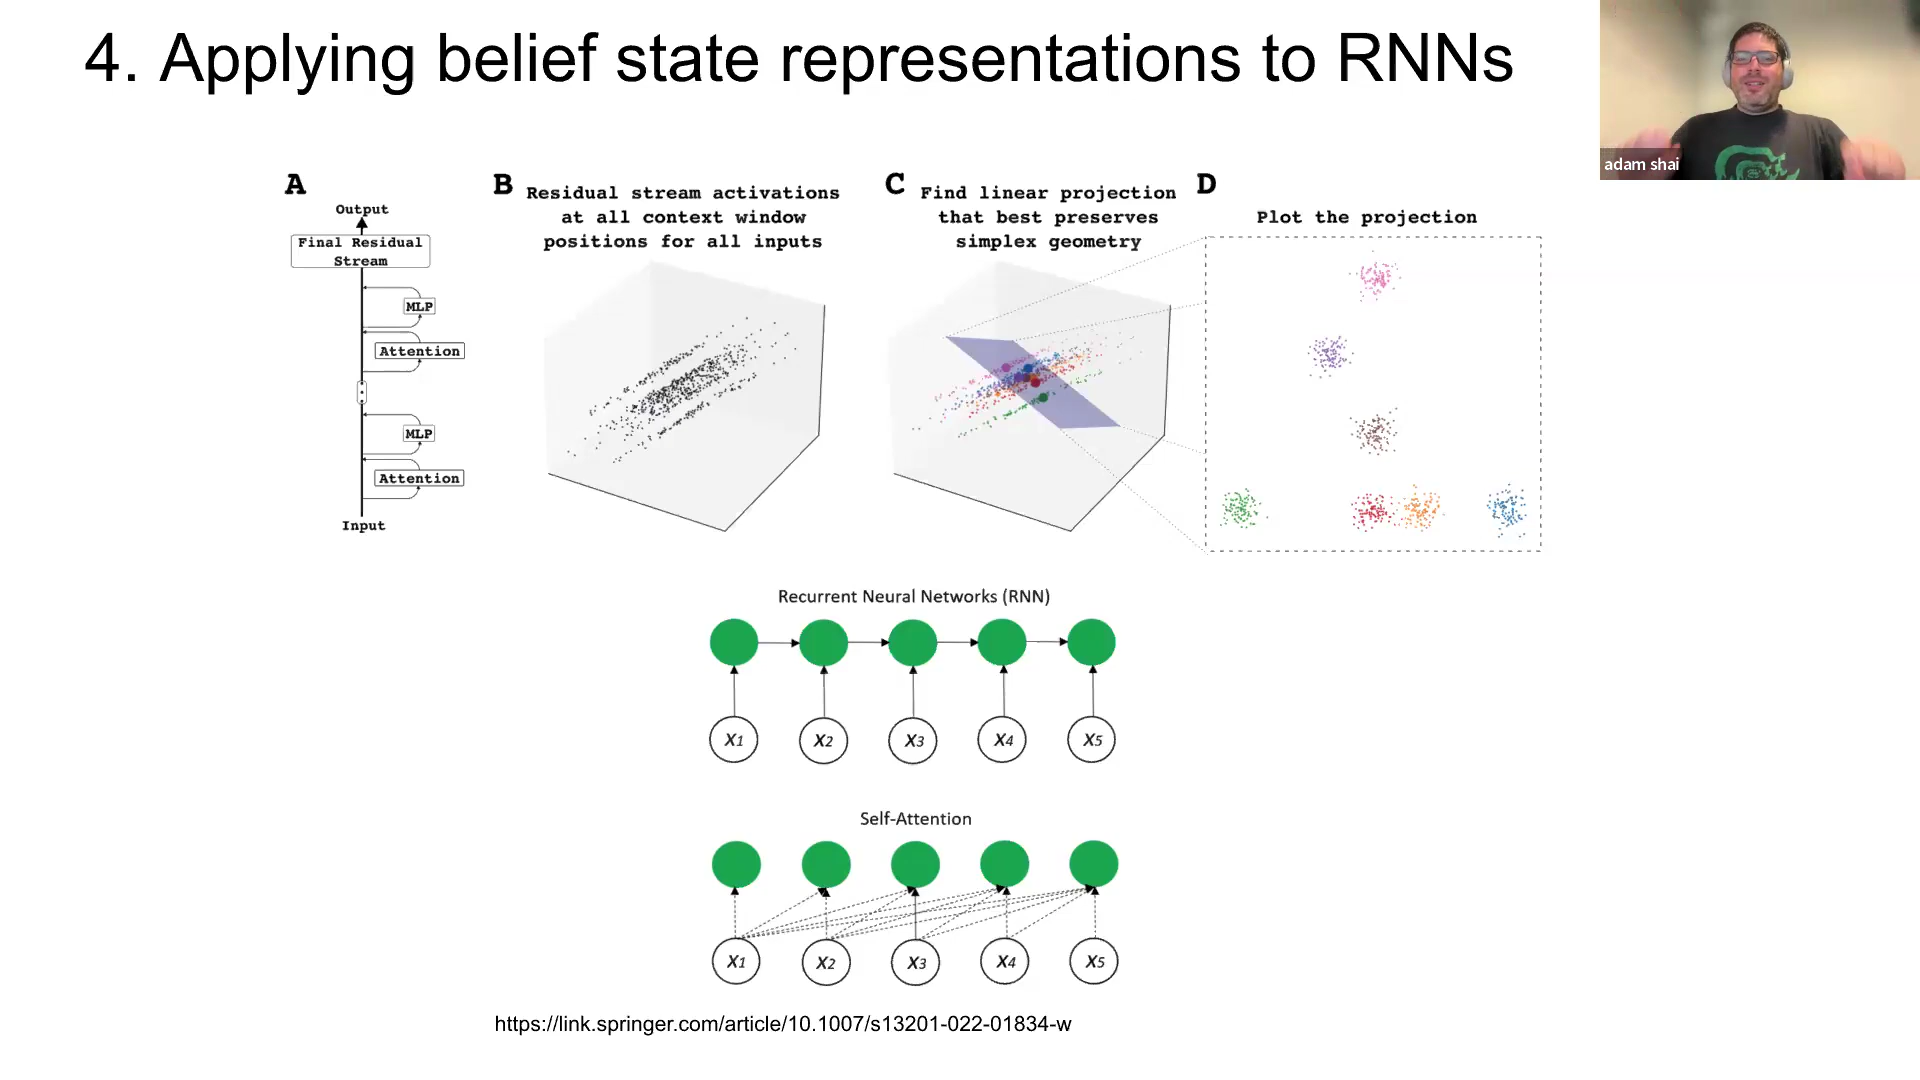 4. Applying belief state representations to RNNs
adam shai
A
Output
Final Residual
Stream
MLP
Attention
MLP
Attention
Input
B
Residual stream activations
at all context window
positions for all inputs
C
Find linear projection
that best preserves
simplex geometry
D
Plot the projection
Recurrent Neural Networks (RNN)
X1 X2 X3 X4 X5
Self-Attention
X1 X2 X3 X4 X5
https://link.springer.com/article/10.1007/s13201-022-01834-w